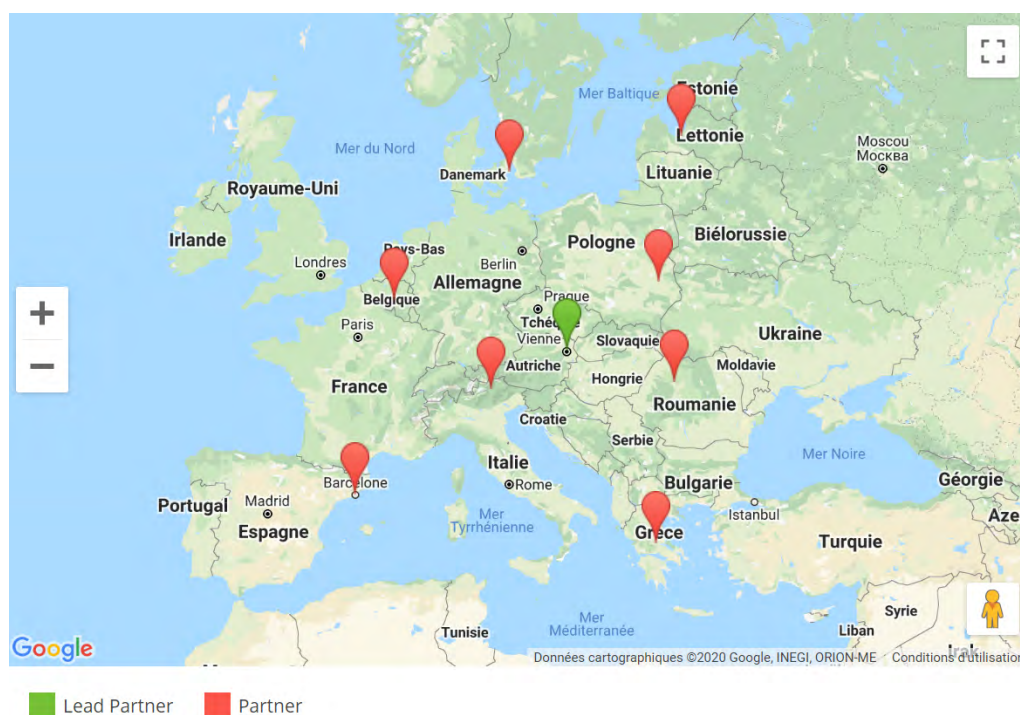 Estonie
Mer Baltique
Lettonie
Moscou
Москва
Mer du Nord
Danemark
Lituanie
Royaume-Uni
Biélorussie
Irlande
Pays-Bas
Pologne
Londres
Berlin
Allemagne
Belgique
Prague
Tchéque
Paris
Vienne
Slovaquie
Ukraine
Autriche
Moldavie
Hongrie
France
Roumanie
Croatie
Serbie
Mer Noire
Italie
Barcelone
Bulgarie
Géorgie
Rome
Portugal
Madrid
Istanbul
Aze
Mer
Tyrrhénienne
Espagne
Grèce
Turquie
Mer
Méditerranée
Syrie
Tunisie
Liban
Irak
Google
Données cartographiques ©2020 Google, INEGI, ORION-ME Conditions d'utilisation
Lead Partner Partner